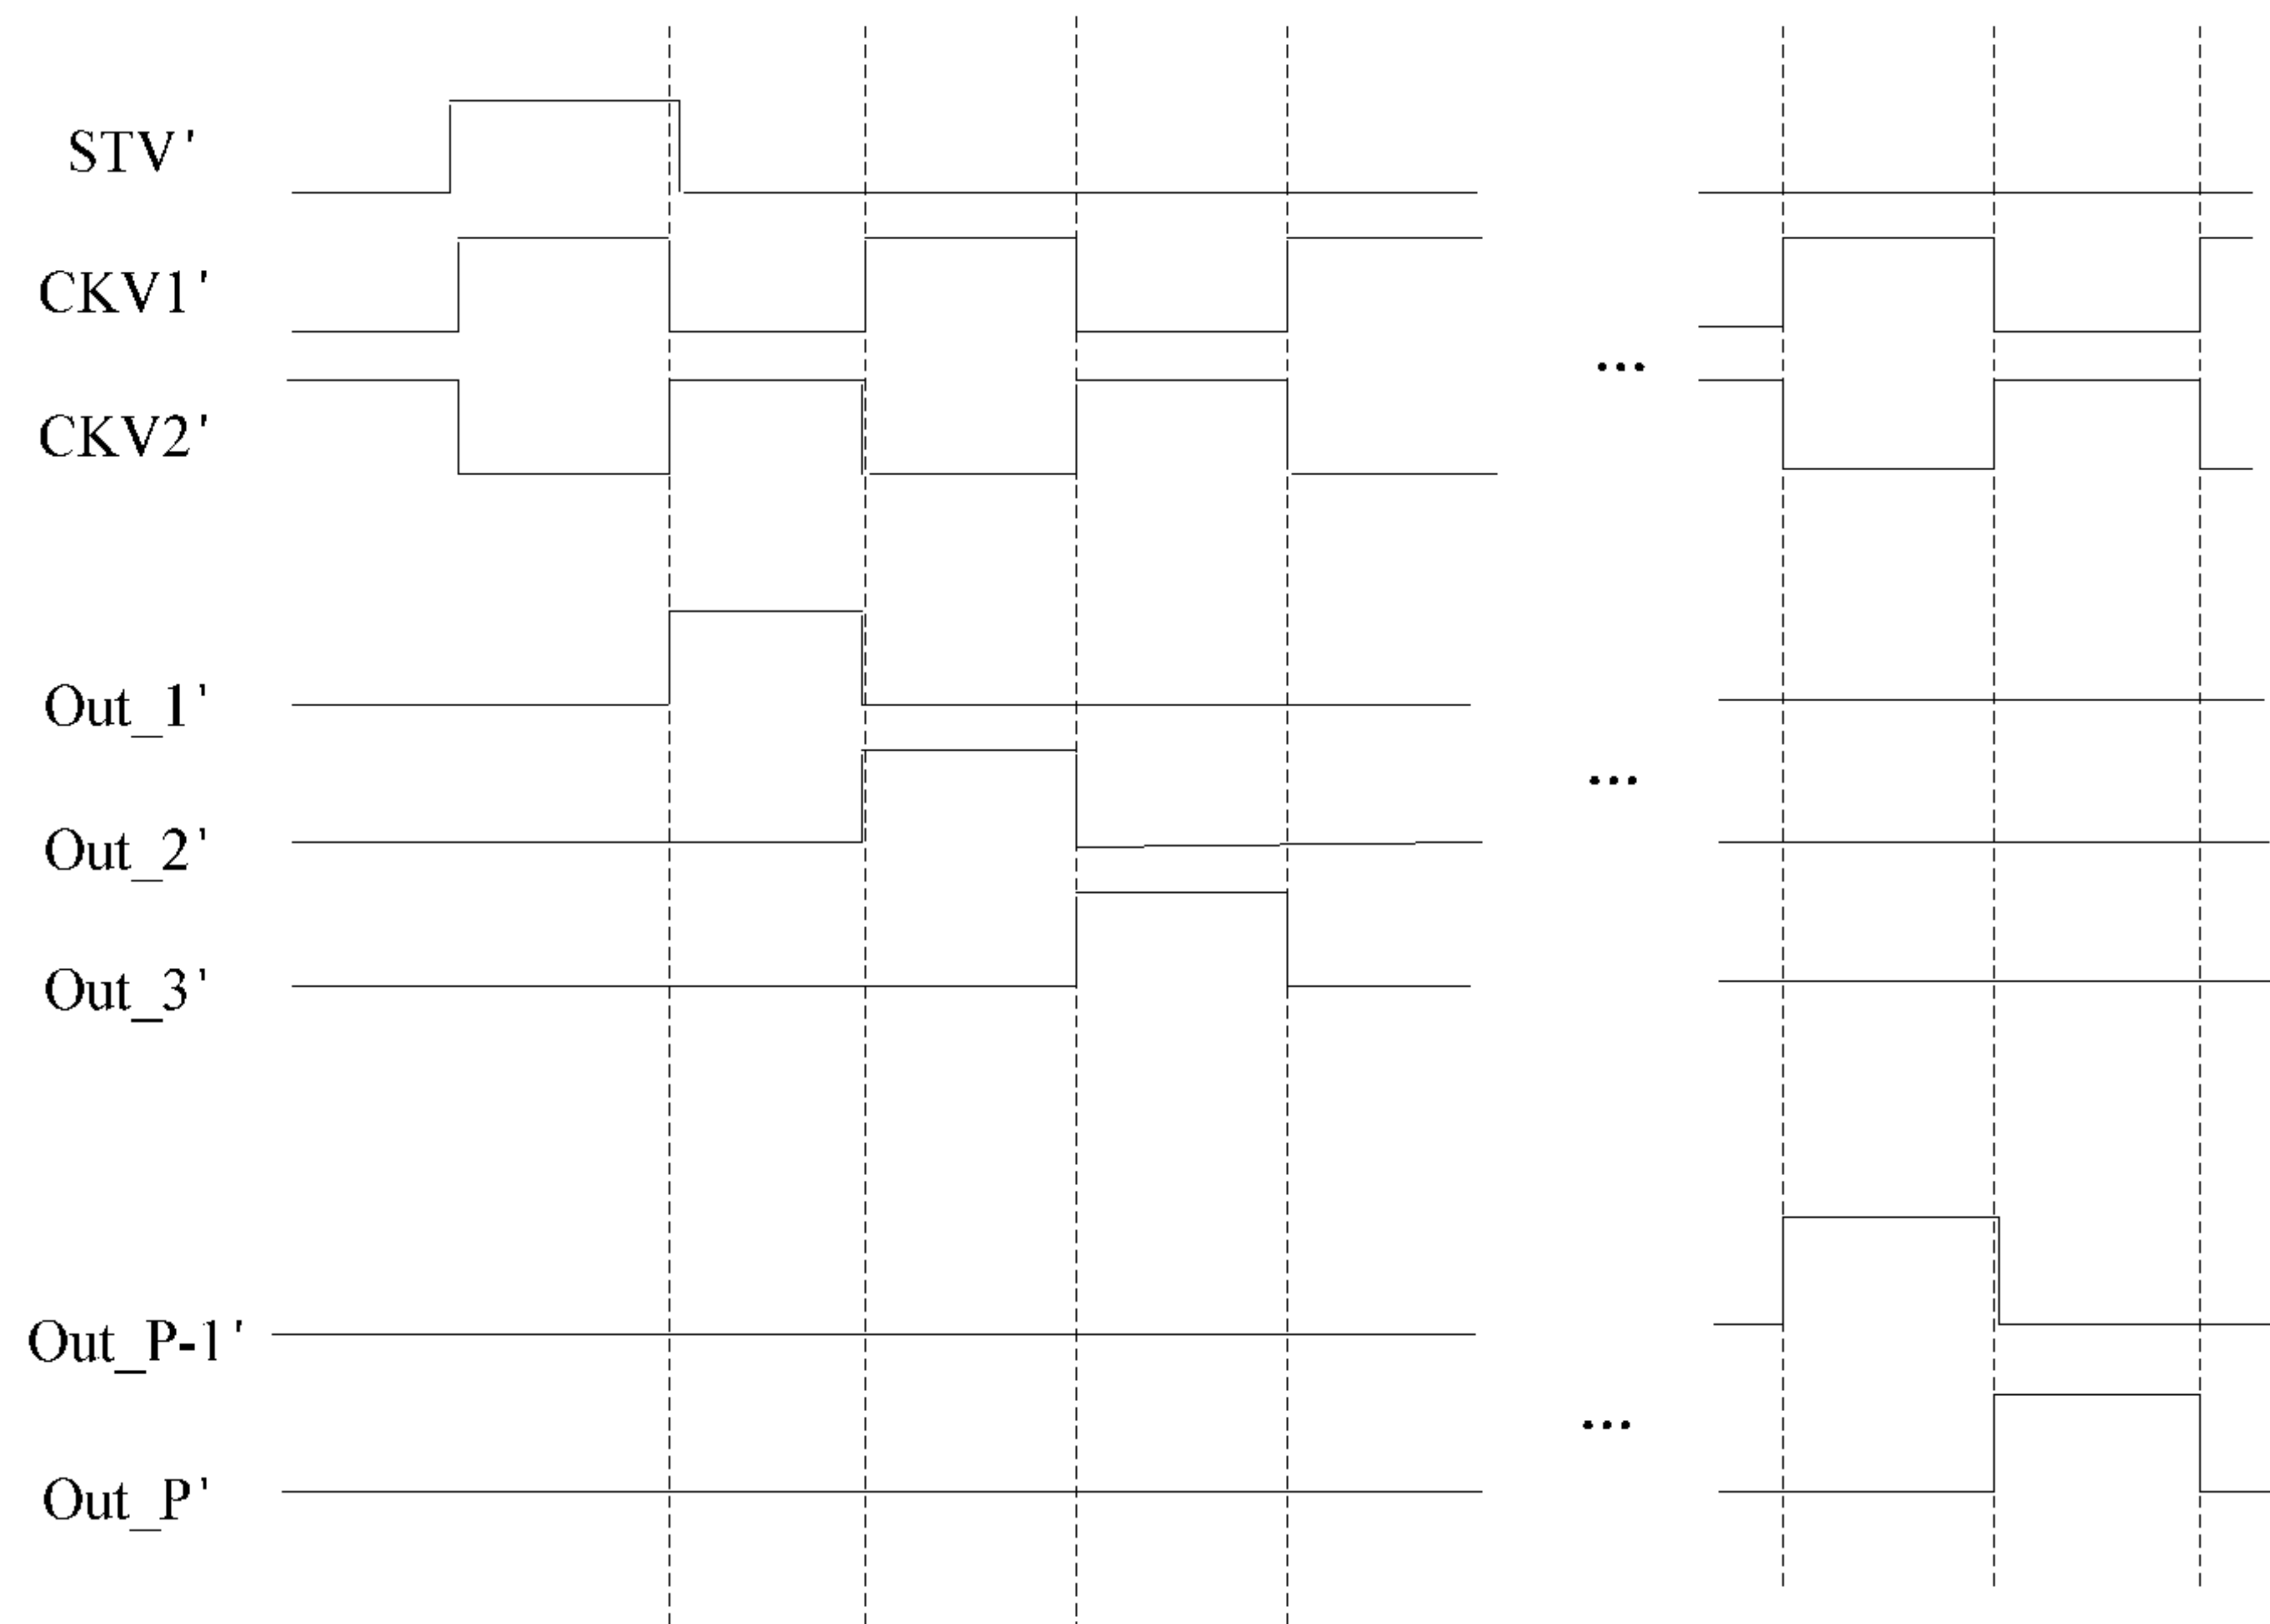 STV'
CKV1'
...
CKV2'
Out_1'
...
Out_2'
Out_3'
Out_P-1'
...
Out_P'